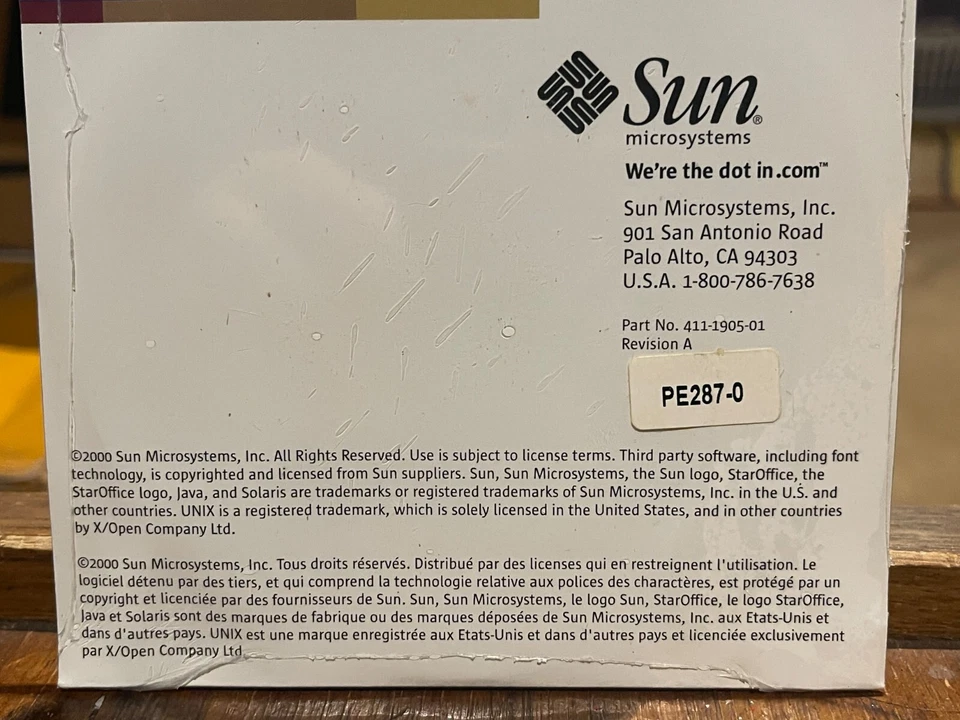 Sun®
microsystems
We're the dot in.com™
Sun Microsystems, Inc.
901 San Antonio Road
Palo Alto, CA 94303
U.S.A. 1-800-786-7638
Part No. 411-1905-01
Revision A
PE287-0
©2000 Sun Microsystems, Inc. All Rights Reserved. Use is subject to license terms. Third party software, including font
technology, is copyrighted and licensed from Sun suppliers. Sun, Sun Microsystems, the Sun logo, StarOffice, the
StarOffice logo, Java, and Solaris are trademarks or registered trademarks of Sun Microsystems, Inc. in the U.S. and
other countries. UNIX is a registered trademark, which is solely licensed in the United States, and in other countries
by X/Open Company Ltd.
©2000 Sun Microsystems, Inc. Tous droits réservés. Distribué par des licenses qui en restreignent l'utilisation. Le
logiciel détenu par des tiers, et qui comprend la technologie relative aux polices des charactères, est protégé par un
copyright et licenciée par des fournisseurs de Sun. Sun, Sun Microsystems, le logo Sun, StarOffice, le logo StarOffice,
Java et Solaris sont des marques de fabrique ou des marques déposées de Sun Microsystems, Inc. aux Etats-Unis et
dans d'autres pays. UNIX est une marque enregistrée aux Etats-Unis et dans d'autres pays et licenciée exclusivement
par X/Open Company Ltd